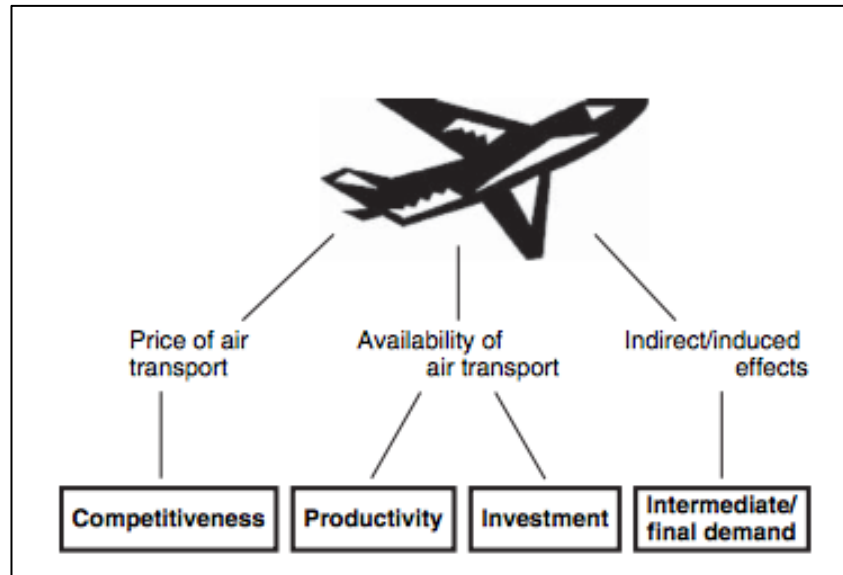 Price of air
transport
Availability of
air transport
Indirect/induced
effects
Competitiveness
Productivity
Investment
Intermediate/
final demand